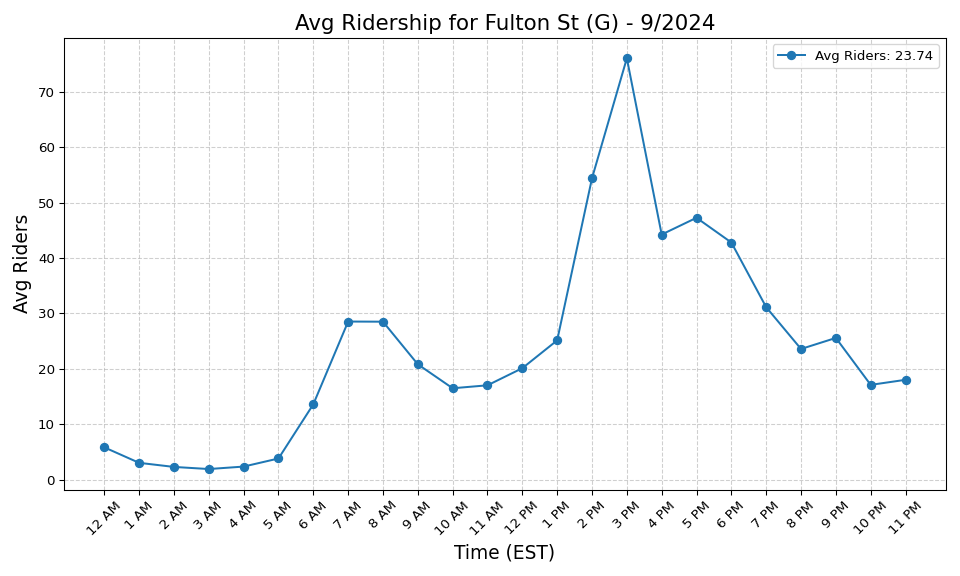 Avg Ridership for Fulton St (G) - 9/2024
Avg Riders: 23.74
Avg Riders
70
60
50
40
30
20
10
0
12 AM 1 AM 2 AM 3 AM 4 AM 5 AM 6 AM 7 AM 8 AM 9 AM 10 AM 11 AM 12 PM 1 PM 2 PM 3 PM 4 PM 5 PM 6 PM 7 PM 8 PM 9 PM 10 PM 11 PM
Time (EST)